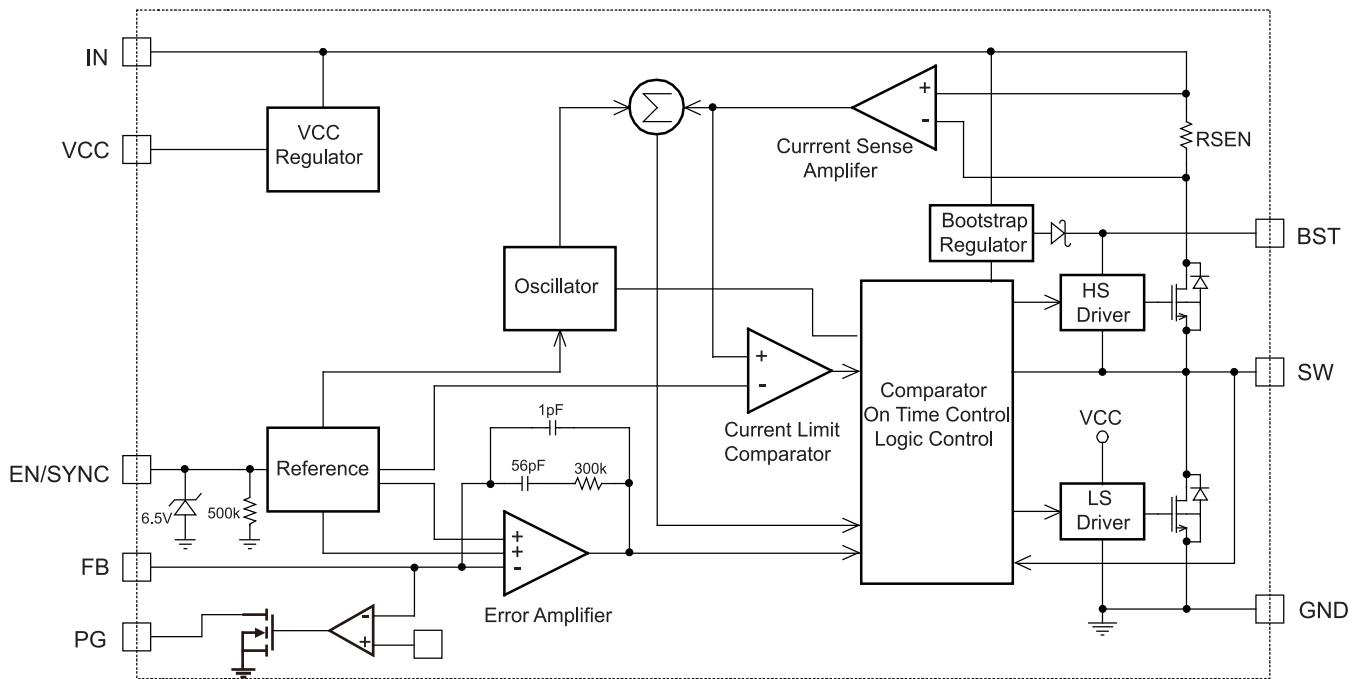 IN
VCC
VCC
Regulator
Σ
+
-
Currrent Sense
Amplifer
RSEN
Bootstrap
Regulator
BST
Oscillator
HS
Driver
+
-
Current Limit
Comparator
Comparator
On Time Control
Logic Control
SW
VCC
1pF
56pF
300k
EN/SYNC
6.5V
500k
Reference
LS
Driver
FB
+
+
-
Error Amplifier
PG
-
+
GND